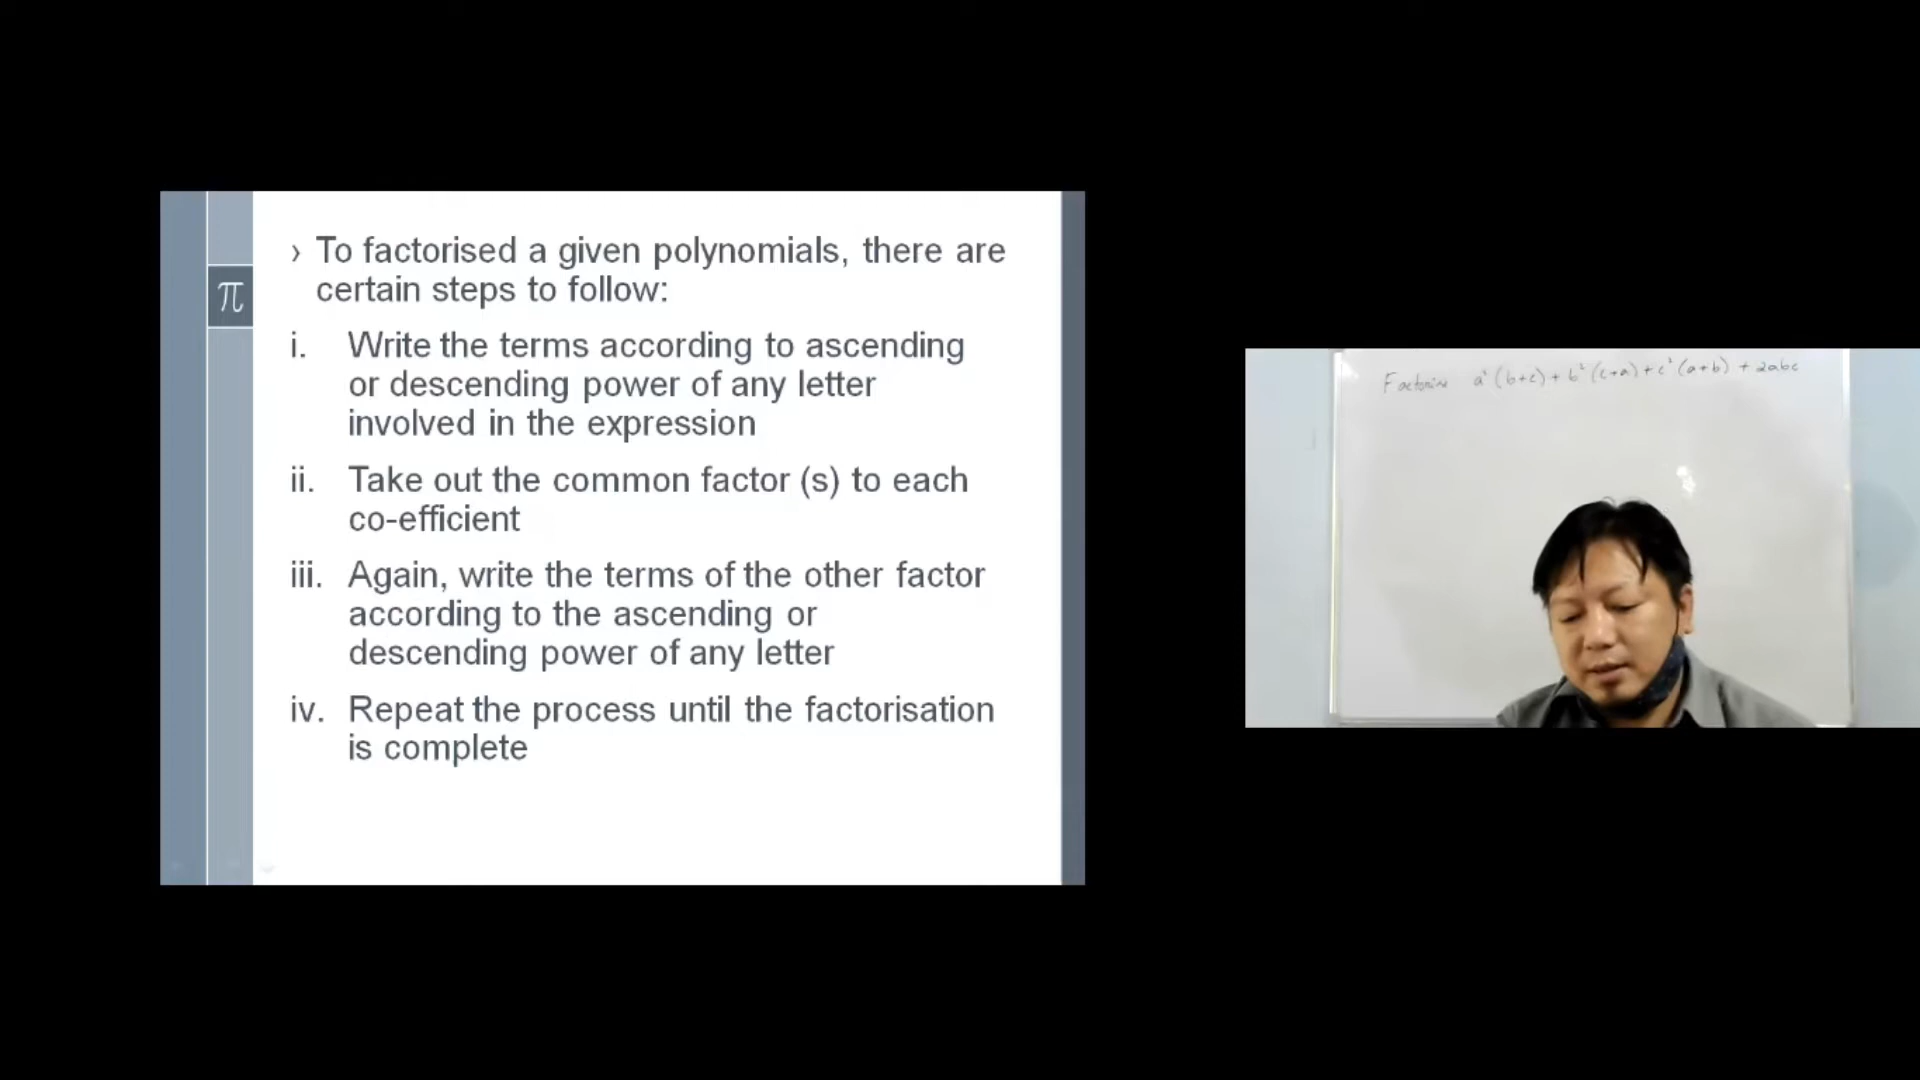 π
› To factorised a given polynomials, there are
certain steps to follow:
i. Write the terms according to ascending
or descending power of any letter
involved in the expression
ii. Take out the common factor (s) to each
co-efficient
iii. Again, write the terms of the other factor
according to the ascending or
descending power of any letter
iv. Repeat the process until the factorisation
is complete
Factorise a²(b+c) + b²(c+a) + c²(a+b) + 2abc